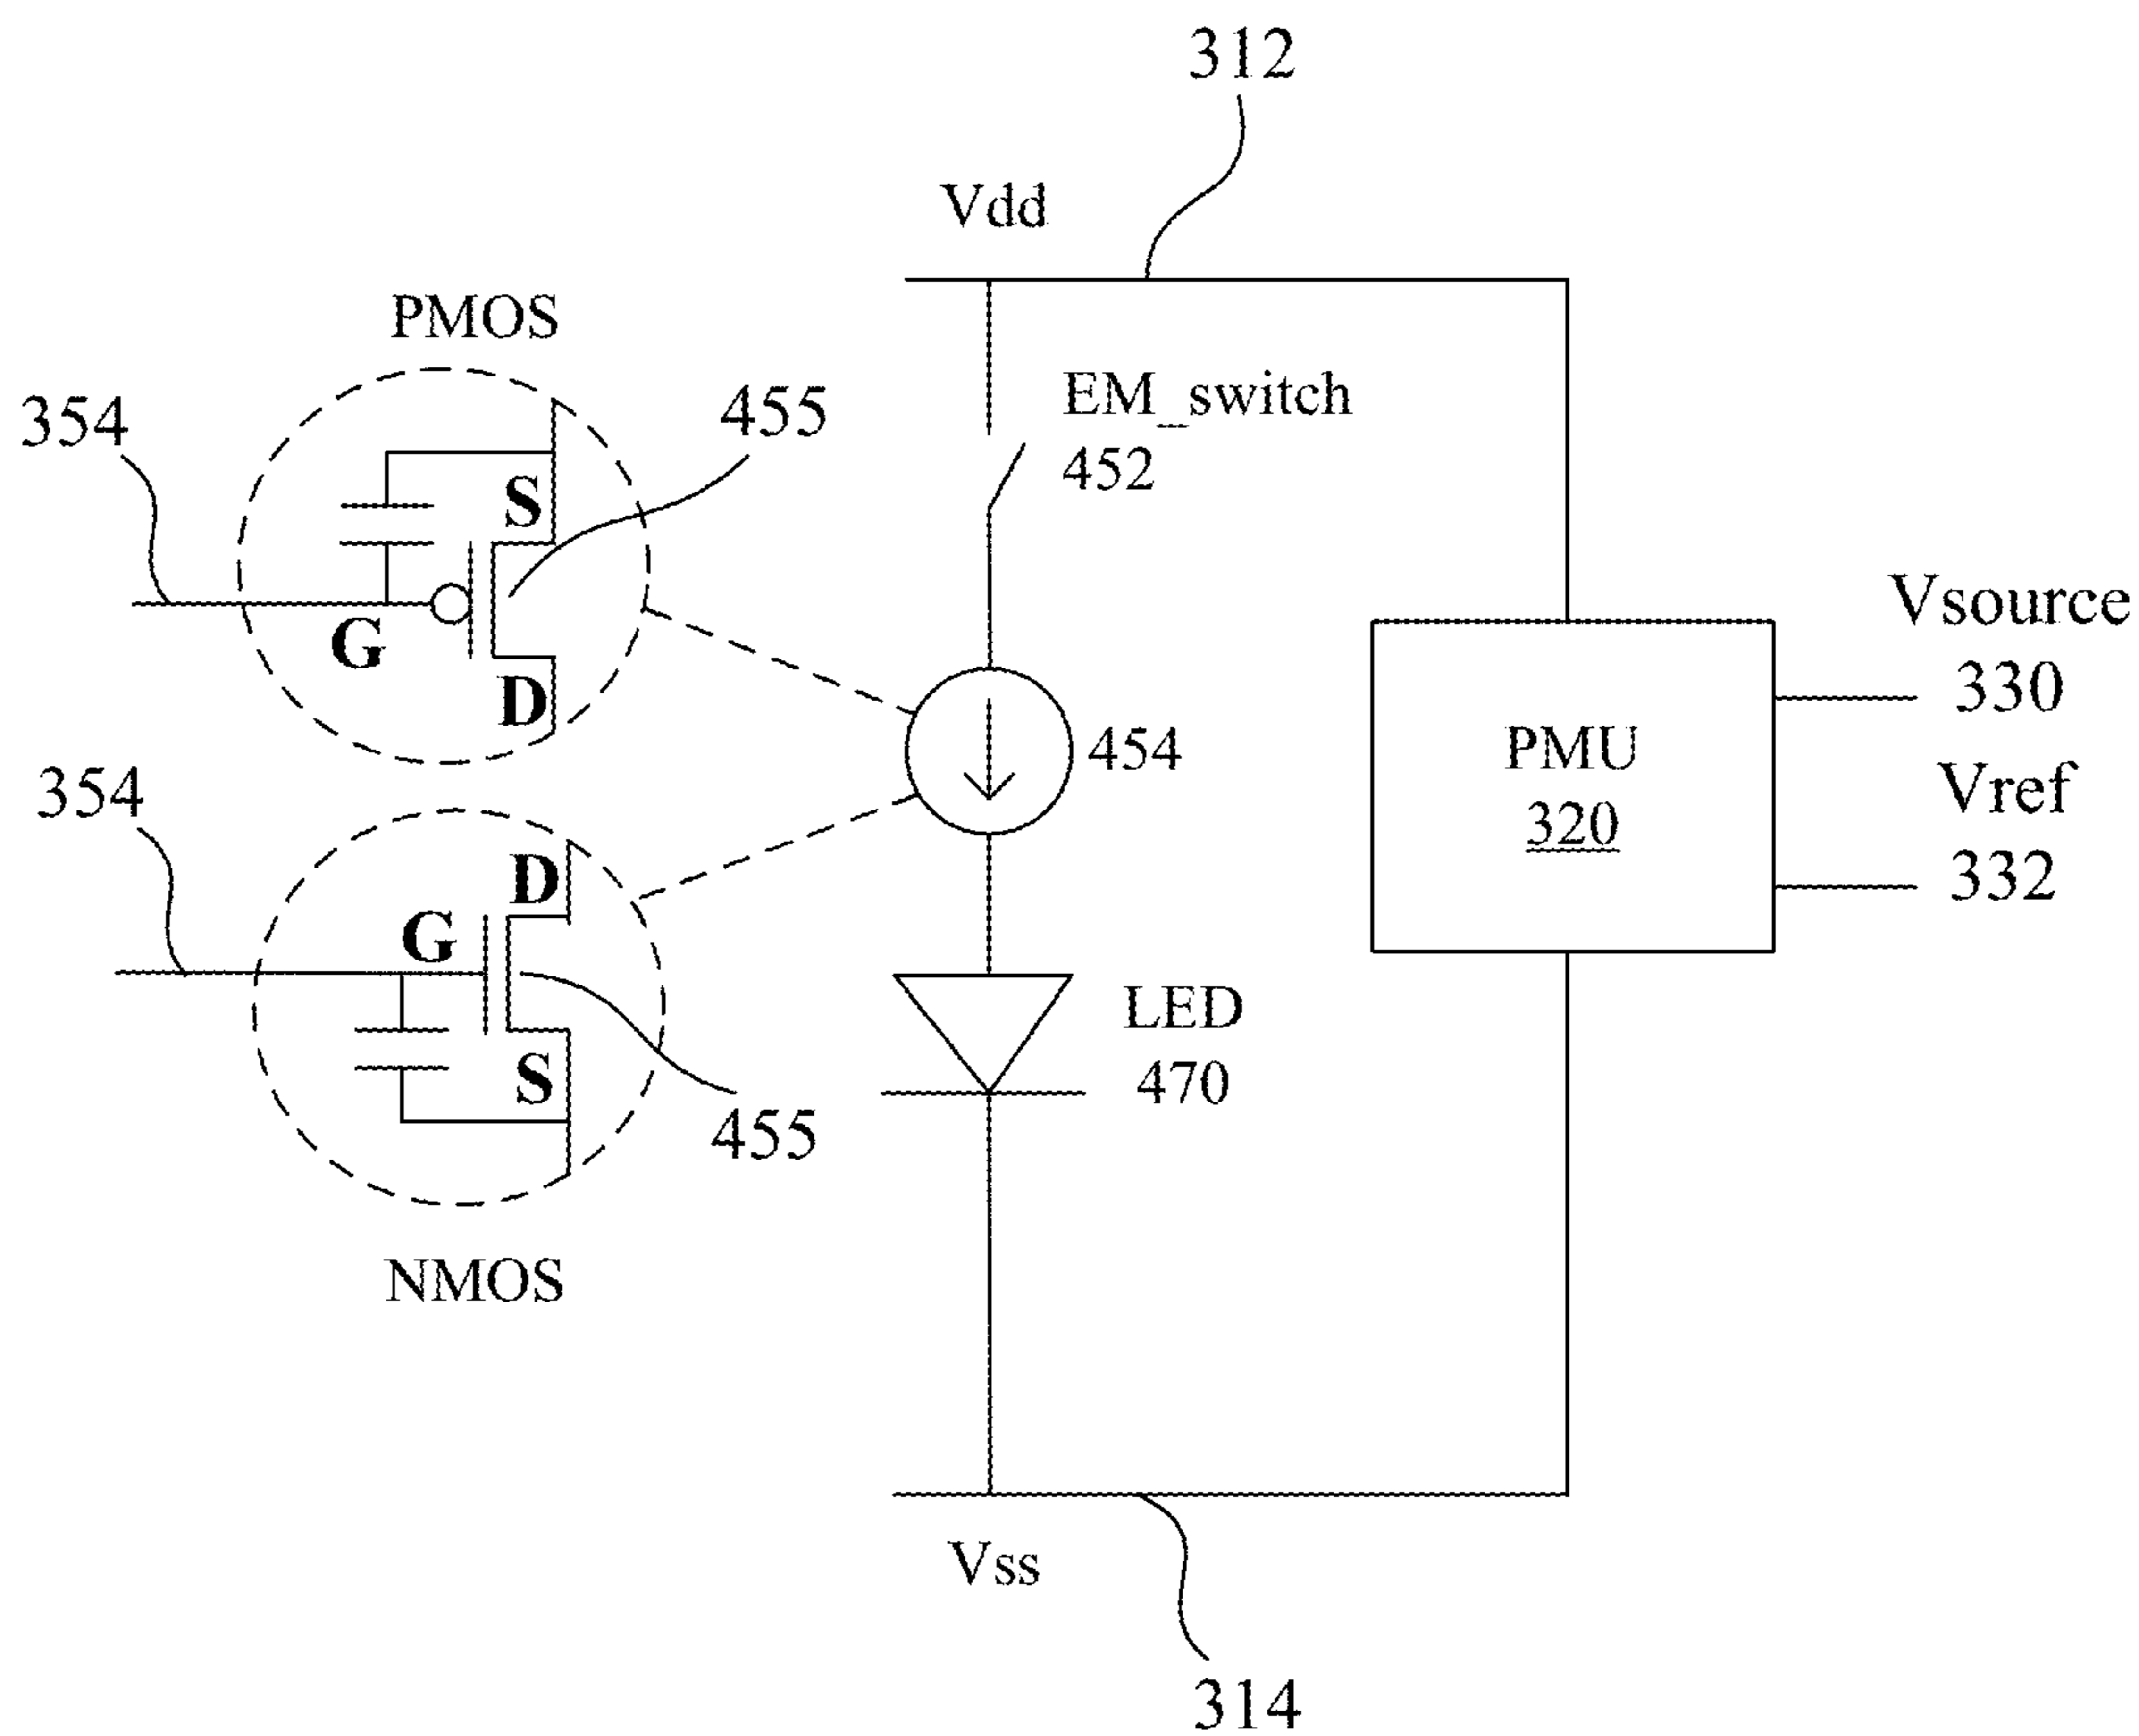 312
Vdd
PMOS
354
455
EM_switch
452
S
G
D
Vsource
330
454
PMU
320
Vref
332
354
D
G
S
LED
470
455
NMOS
Vss
314